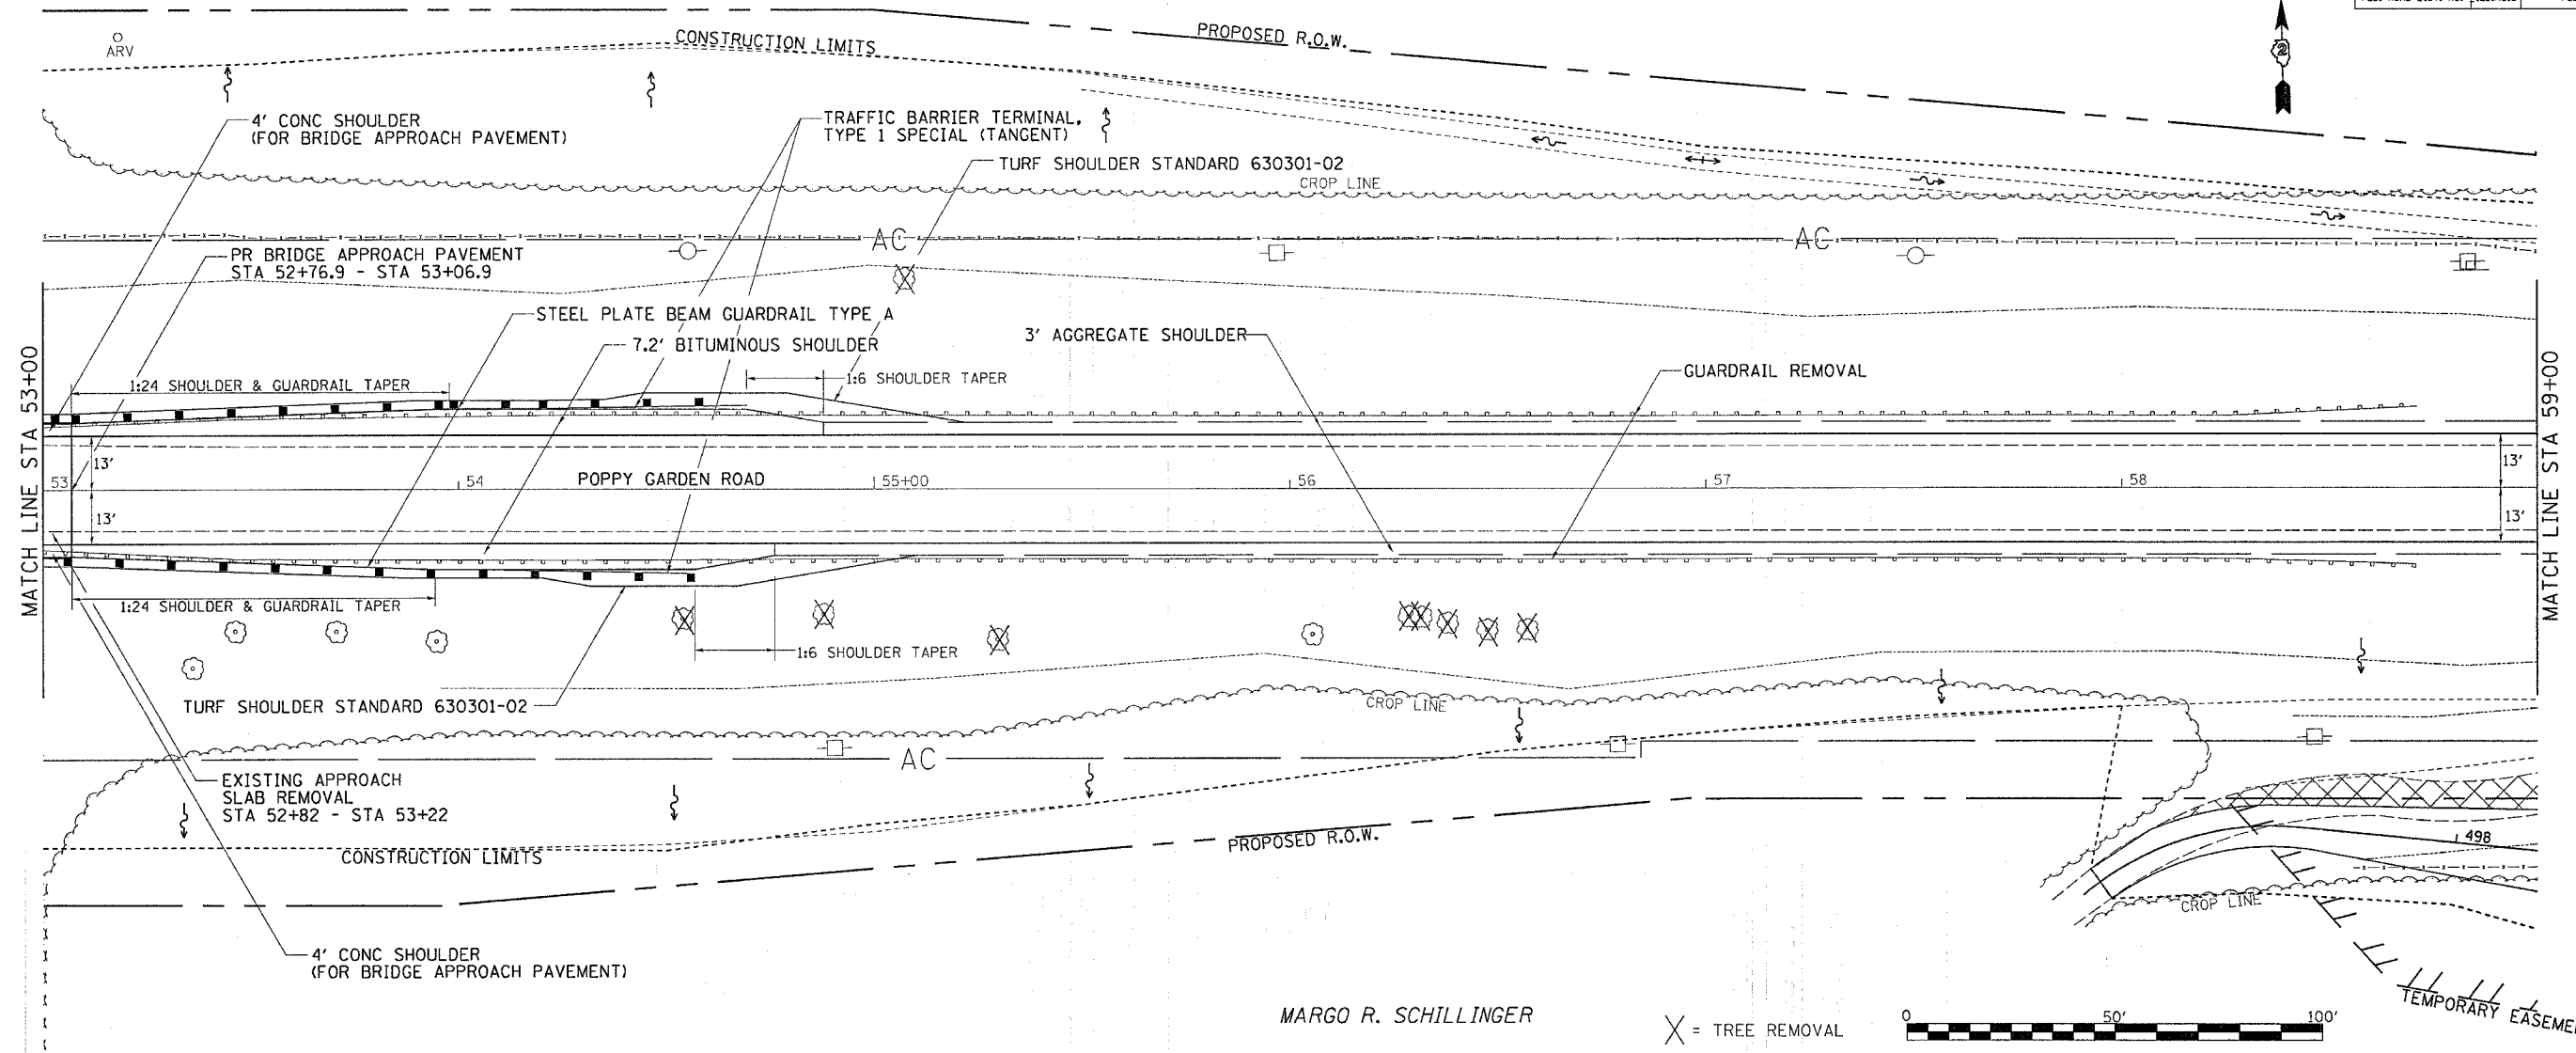 ARV
CONSTRUCTION LIMITS
PROPOSED R.O.W.
2
4' CONC SHOULDER
(FOR BRIDGE APPROACH PAVEMENT)
TRAFFIC BARRIER TERMINAL,
TYPE 1 SPECIAL (TANGENT)
TURF SHOULDER STANDARD 630301-02
CROP LINE
AC
AC
PR BRIDGE APPROACH PAVEMENT
STA 52+76.9 - STA 53+06.9
STEEL PLATE BEAM GUARDRAIL TYPE A
7.2' BITUMINOUS SHOULDER
3' AGGREGATE SHOULDER
GUARDRAIL REMOVAL
1:24 SHOULDER & GUARDRAIL TAPER
1:6 SHOULDER TAPER
MATCH LINE STA 53+00
MATCH LINE STA 59+00
13'
13'
53
54
POPPY GARDEN ROAD
55+00
56
57
58
13'
13'
1:24 SHOULDER & GUARDRAIL TAPER
1:6 SHOULDER TAPER
TURF SHOULDER STANDARD 630301-02
CROP LINE
AC
EXISTING APPROACH
SLAB REMOVAL
STA 52+82 - STA 53+22
CONSTRUCTION LIMITS
PROPOSED R.O.W.
498
CROP LINE
4' CONC SHOULDER
(FOR BRIDGE APPROACH PAVEMENT)
MARGO R. SCHILLINGER
X = TREE REMOVAL
0 50' 100'
TEMPORARY EASEME